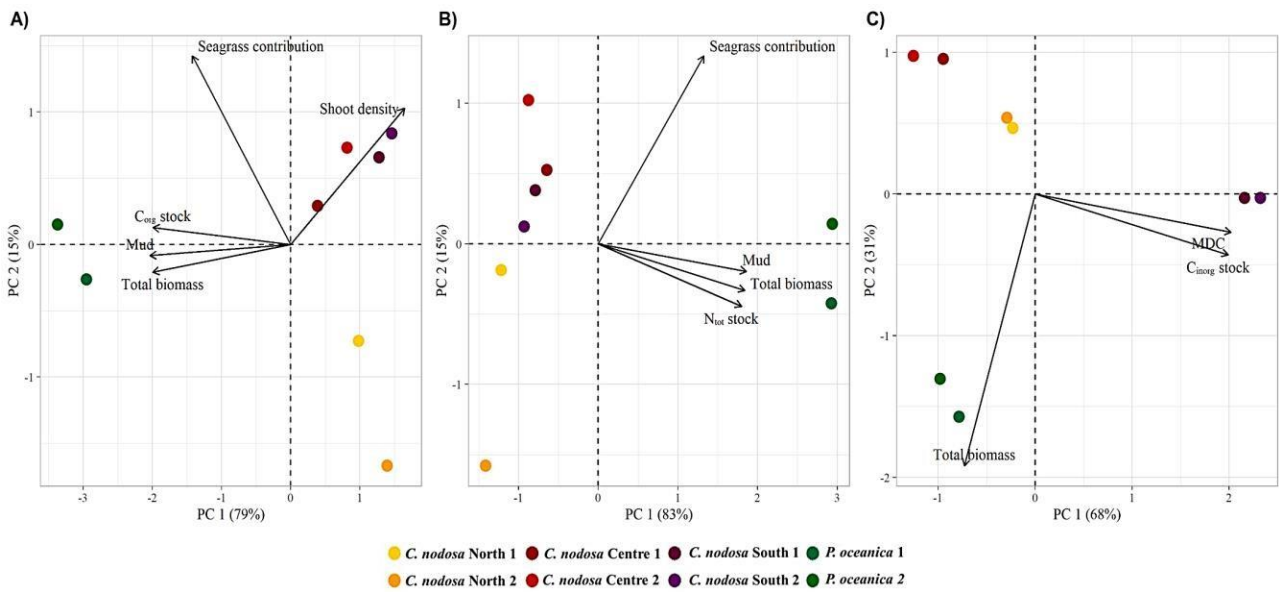 A)
B)
C)
Seagrass contribution
Shoot density
C_org stock
Mud
Total biomass
1
0
-1
-3
-2
-1
0
1
PC 2 (15%)
PC 1 (79%)
Seagrass contribution
Mud
Total biomass
N_tot stock
1
0
-1
-1
0
1
2
3
PC 2 (15%)
PC 1 (83%)
MDC
C_inorg stock
Total biomass
1
0
-1
-2
-1
0
1
2
PC 2 (31%)
PC 1 (68%)
C. nodosa North 1 C. nodosa Centre 1 C. nodosa South 1 P. oceanica 1
C. nodosa North 2 C. nodosa Centre 2 C. nodosa South 2 P. oceanica 2